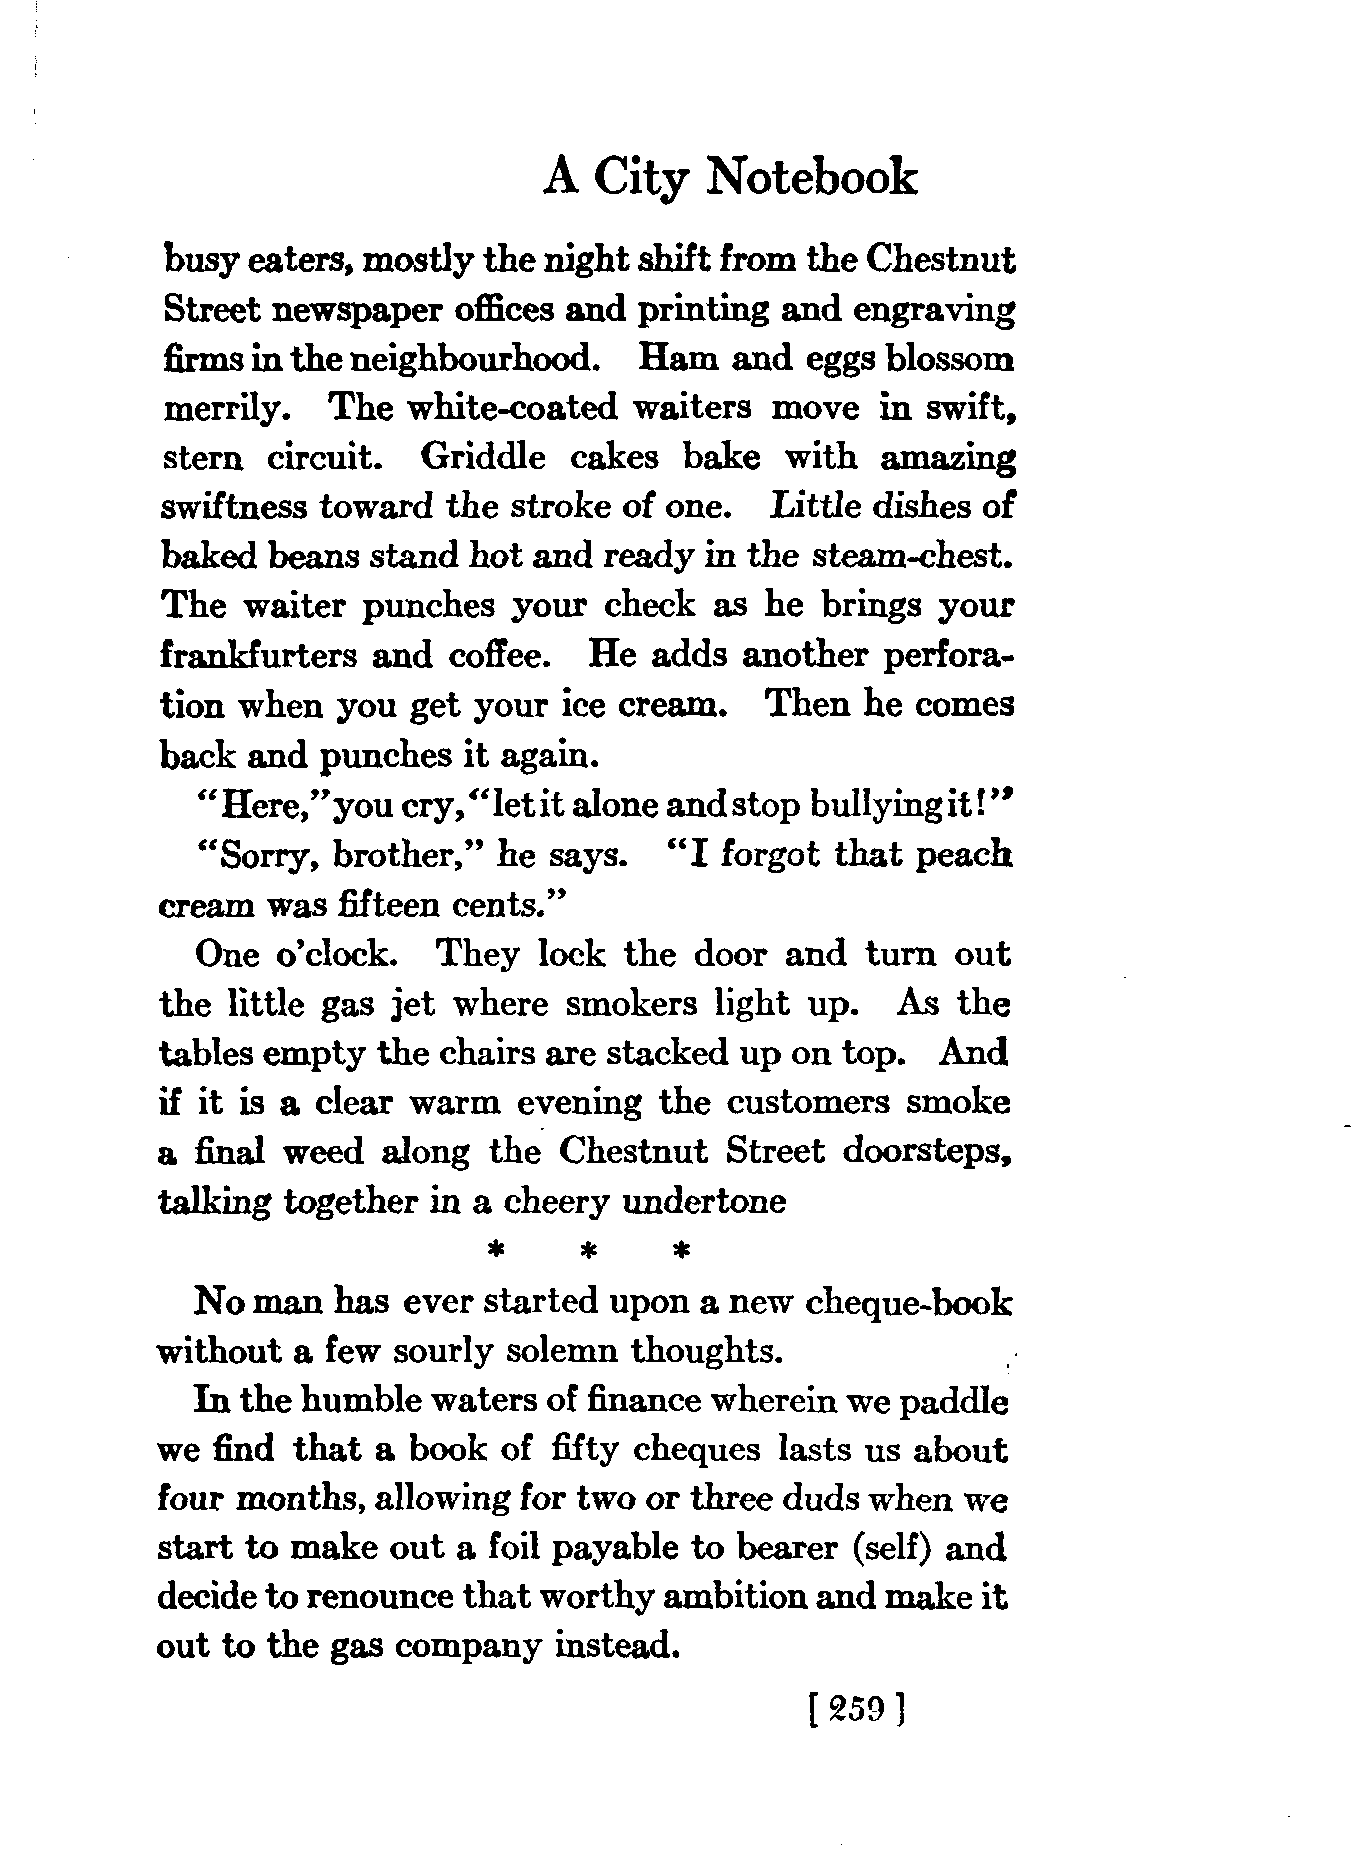 A City Notebook
busy eaters, mostly the night shift from the Chestnut
Street newspaper offices and printing and engraving
firms in the neighbourhood. Ham and eggs blossom
merrily. The white-coated waiters move in swift,
stern circuit. Griddle cakes bake with amazing
swiftness toward the stroke of one. Little dishes of
baked beans stand hot and ready in the steam-chest.
The waiter punches your check as he brings your
frankfurters and coffee. He adds another perfora-
tion when you get your ice cream. Then he comes
back and punches it again.
"Here," you cry, "let it alone and stop bullying it!"
"Sorry, brother," he says. "I forgot that peach
cream was fifteen cents."
One o'clock. They lock the door and turn out
the little gas jet where smokers light up. As the
tables empty the chairs are stacked up on top. And
if it is a clear warm evening the customers smoke
a final weed along the Chestnut Street doorsteps,
talking together in a cheery undertone
* * *
No man has ever started upon a new cheque-book
without a few sourly solemn thoughts.
In the humble waters of finance wherein we paddle
we find that a book of fifty cheques lasts us about
four months, allowing for two or three duds when we
start to make out a foil payable to bearer (self) and
decide to renounce that worthy ambition and make it
out to the gas company instead.
[ 259 ]